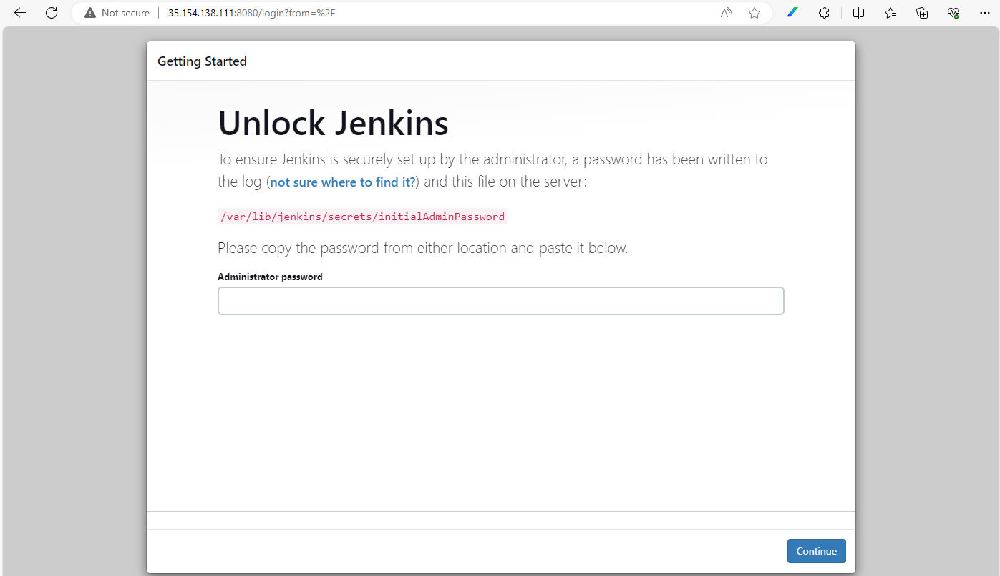 Not secure
35.154.138.111:8080/login?from=%2F
Getting Started
Unlock Jenkins
To ensure Jenkins is securely set up by the administrator, a password has been written to
the log (not sure where to find it?) and this file on the server:
/var/lib/jenkins/secrets/initialAdminPassword
Please copy the password from either location and paste it below.
Administrator password
Continue